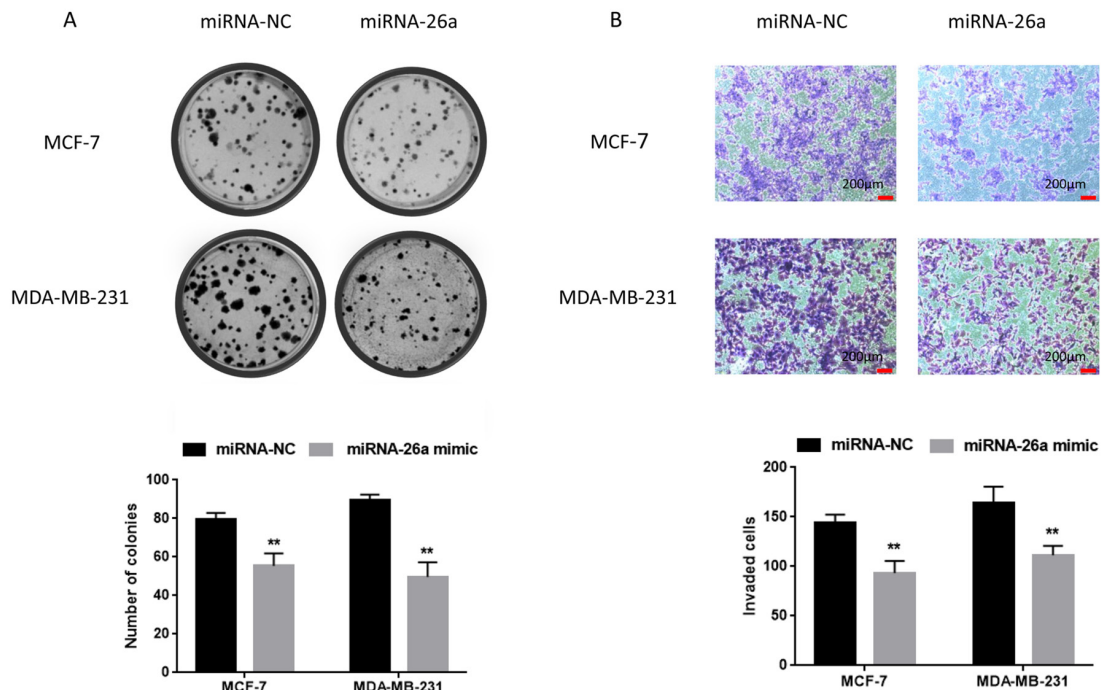 A miRNA-NC miRNA-26a
MCF-7
MDA-MB-231
200μm 200μm
200μm 200μm
B miRNA-NC miRNA-26a
MCF-7
MDA-MB-231
miRNA-NC miRNA-26a mimic
Number of colonies
100
80
60
40
20
0
**
**
MCF-7 MDA-MB-231
miRNA-NC miRNA-26a mimic
Invaded cells
200
150
100
50
0
**
**
MCF-7 MDA-MB-231